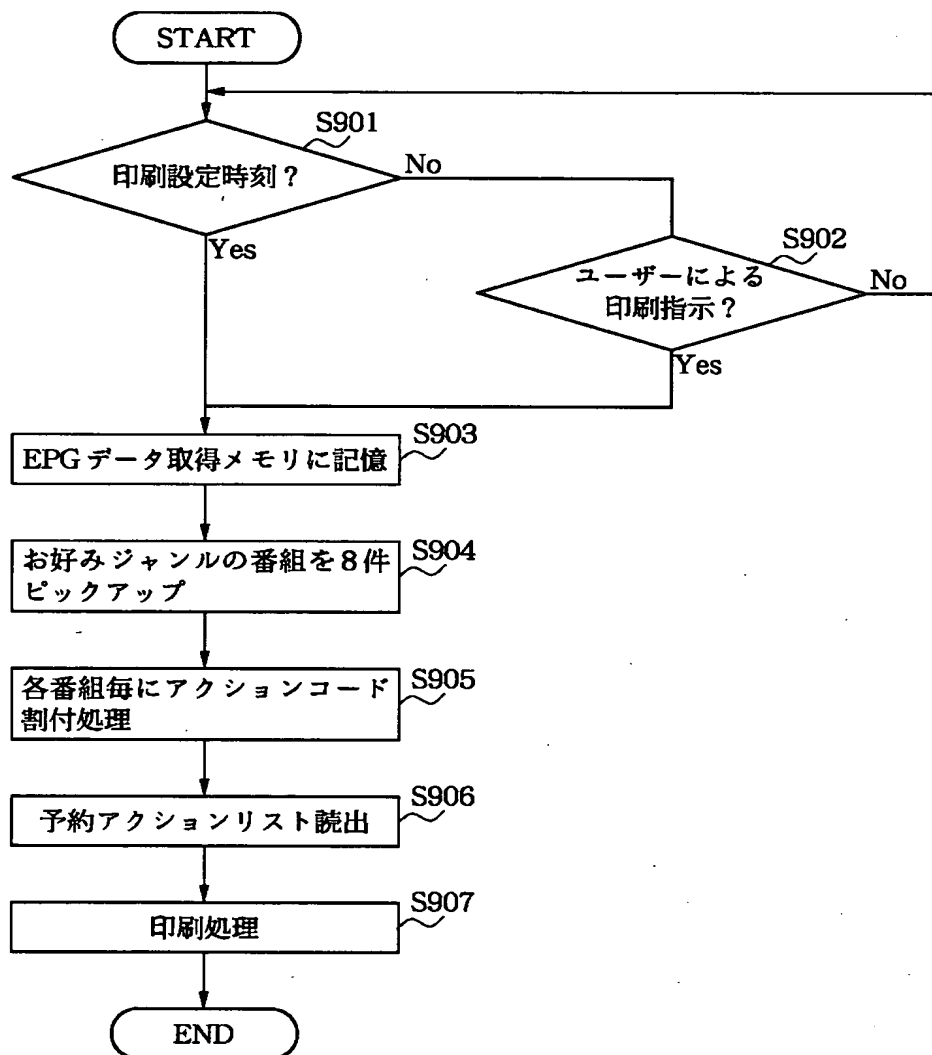 START
S901
印刷設定時刻?
No
Yes
S902
ユーザーによる
印刷指示?
No
Yes
S903
EPGデータ取得メモリに記憶
S904
お好みジャンルの番組を8件
ピックアップ
S905
各番組毎にアクションコード
割付処理
S906
予約アクションリスト読出
S907
印刷処理
END